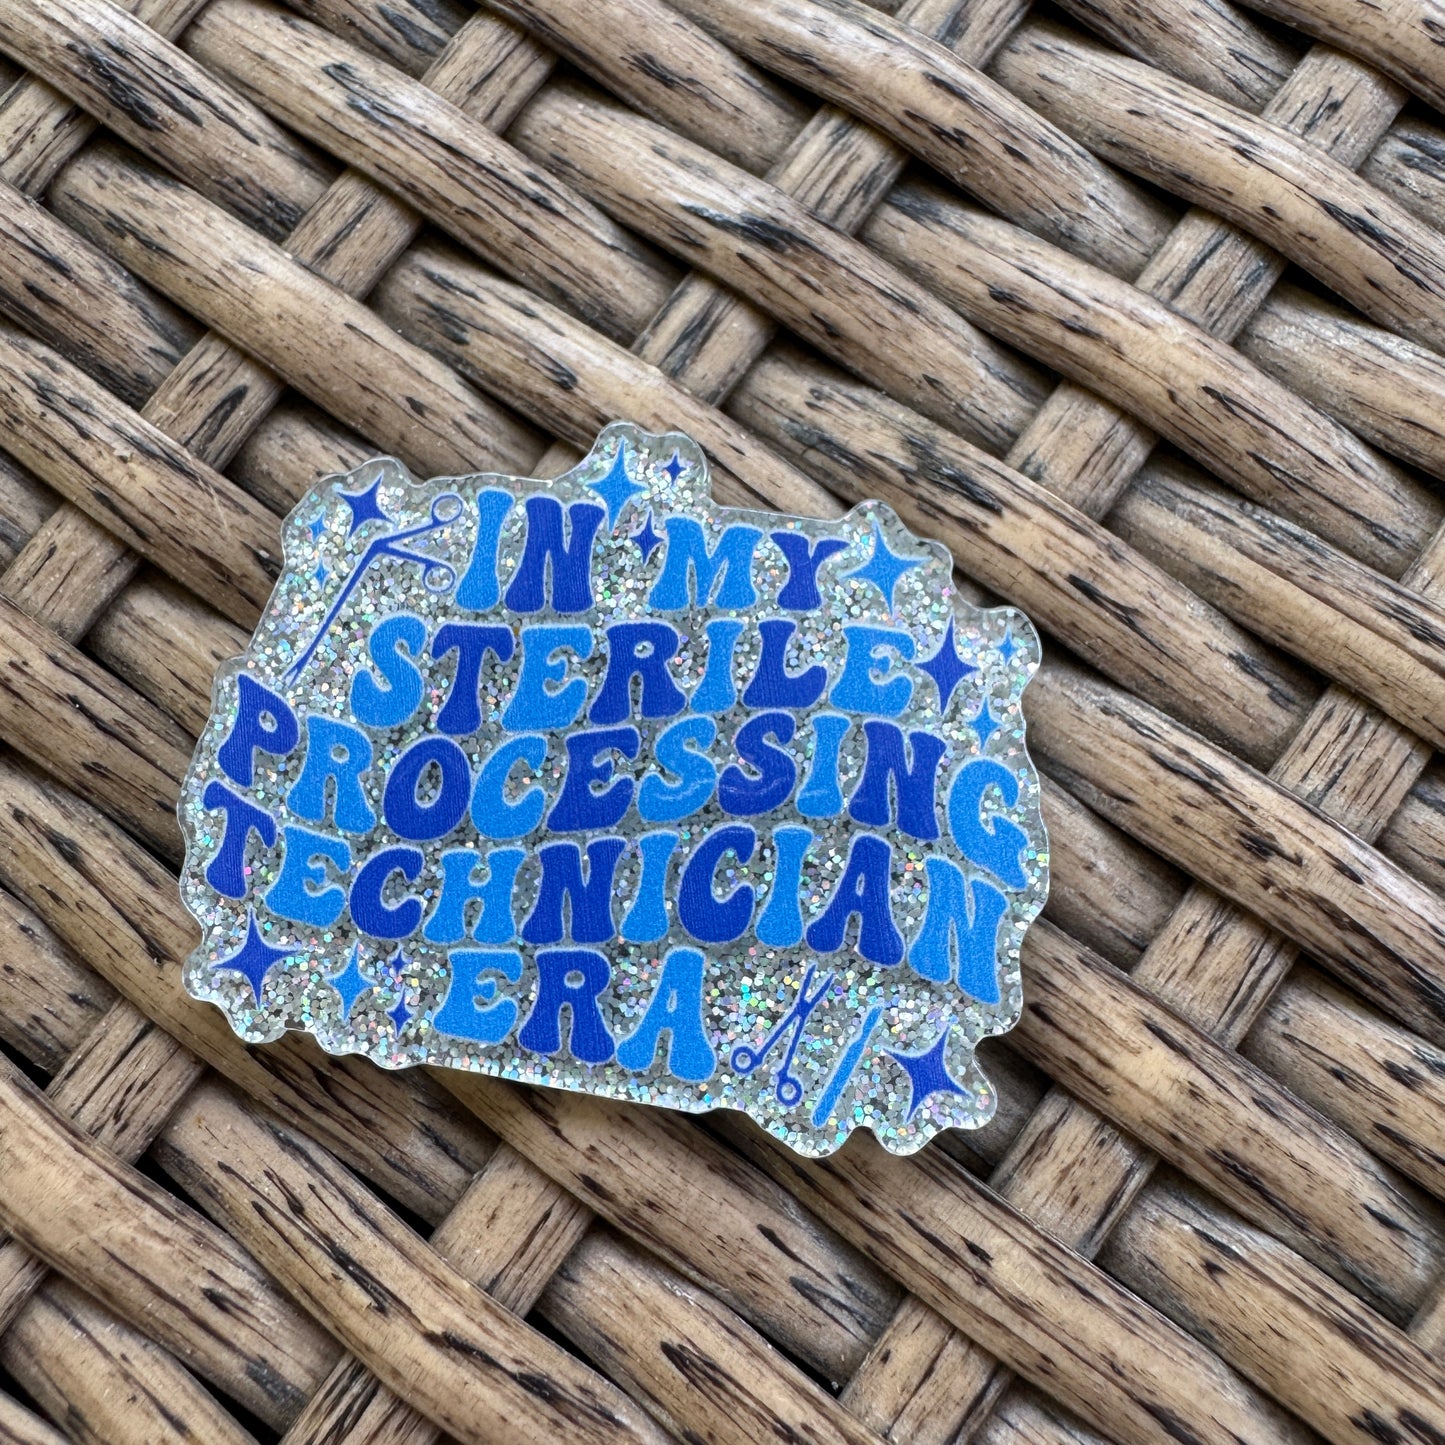 IN MY
STERILE
PROCESSING
TECHNICIAN
ERA